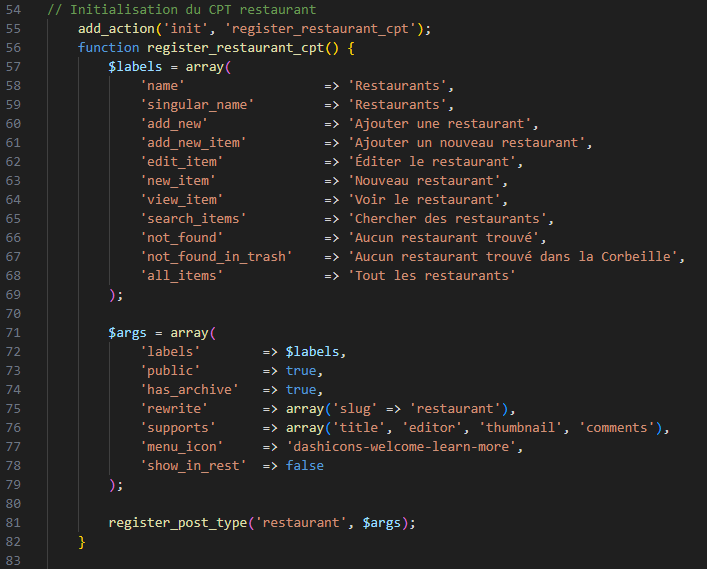 54 // Initialisation du CPT restaurant
55 add_action('init', 'register_restaurant_cpt');
56 function register_restaurant_cpt() {
57 $labels = array(
58 'name' => 'Restaurants',
59 'singular_name' => 'Restaurants',
60 'add_new' => 'Ajouter une restaurant',
61 'add_new_item' => 'Ajouter un nouveau restaurant',
62 'edit_item' => 'Éditer le restaurant',
63 'new_item' => 'Nouveau restaurant',
64 'view_item' => 'Voir le restaurant',
65 'search_items' => 'Chercher des restaurants',
66 'not_found' => 'Aucun restaurant trouvé',
67 'not_found_in_trash' => 'Aucun restaurant trouvé dans la Corbeille',
68 'all_items' => 'Tout les restaurants'
69 );
70
71 $args = array(
72 'labels' => $labels,
73 'public' => true,
74 'has_archive' => true,
75 'rewrite' => array('slug' => 'restaurant'),
76 'supports' => array('title', 'editor', 'thumbnail', 'comments'),
77 'menu_icon' => 'dashicons-welcome-learn-more',
78 'show_in_rest' => false
79 );
80
81 register_post_type('restaurant', $args);
82 }
83